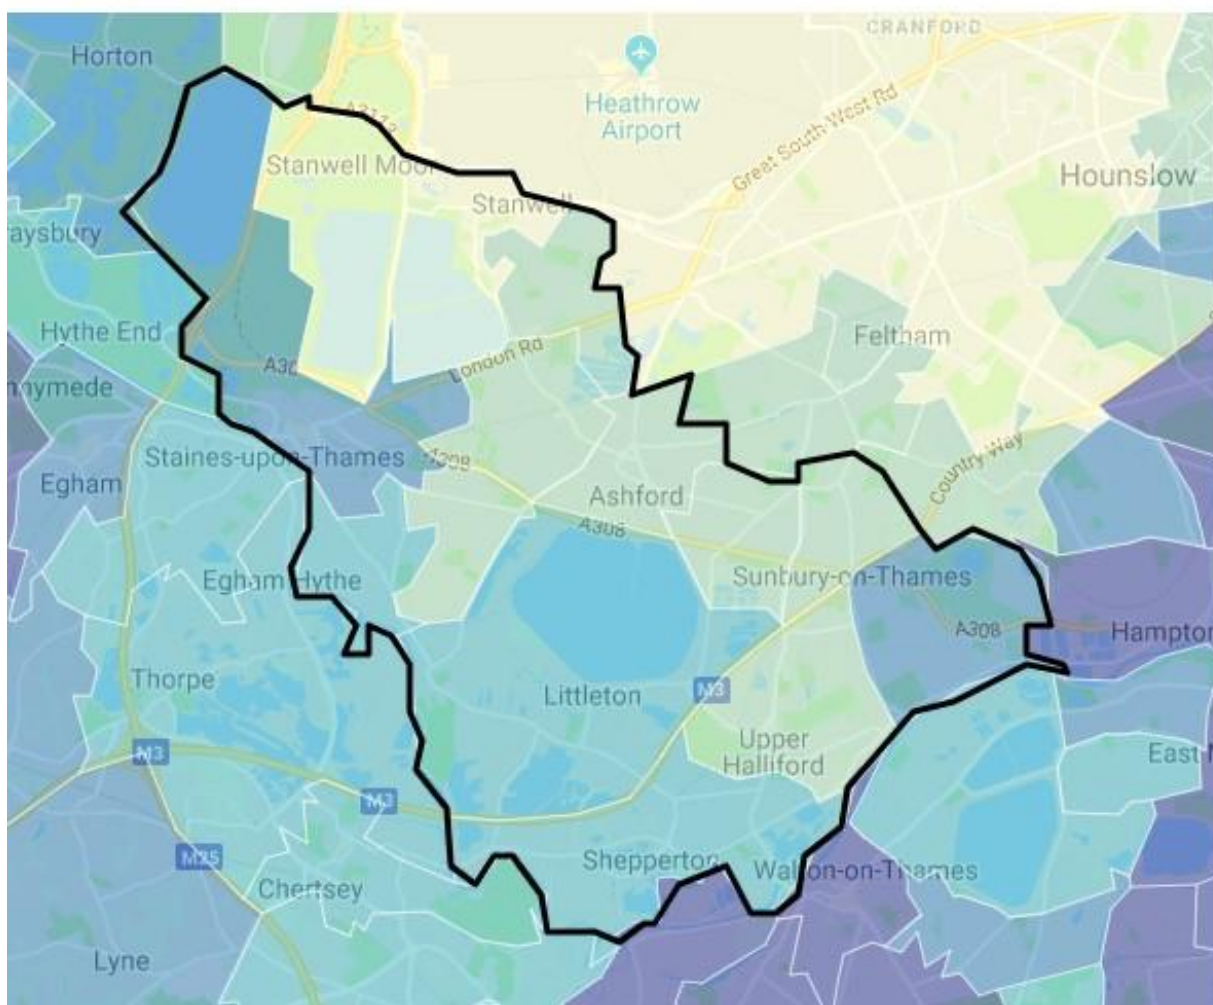 CRANFORD
Horton
Heathrow
Airport
Great South West Rd
A3113
Stanwell Moor
Hounslow
Stanwell
aysbury
Hythe End
Feltham
A30
London Rd
nnymede
Staines-upon-Thames
A308
Country Way
Egham
Ashford
A308
Egham Hythe
Sunbury-on-Thames
A308
Hampton
Thorpe
Littleton
M3
Upper
Halliford
M3
East M
M3
M25
Shepperton
Walton-on-Thames
Chertsey
Lyne